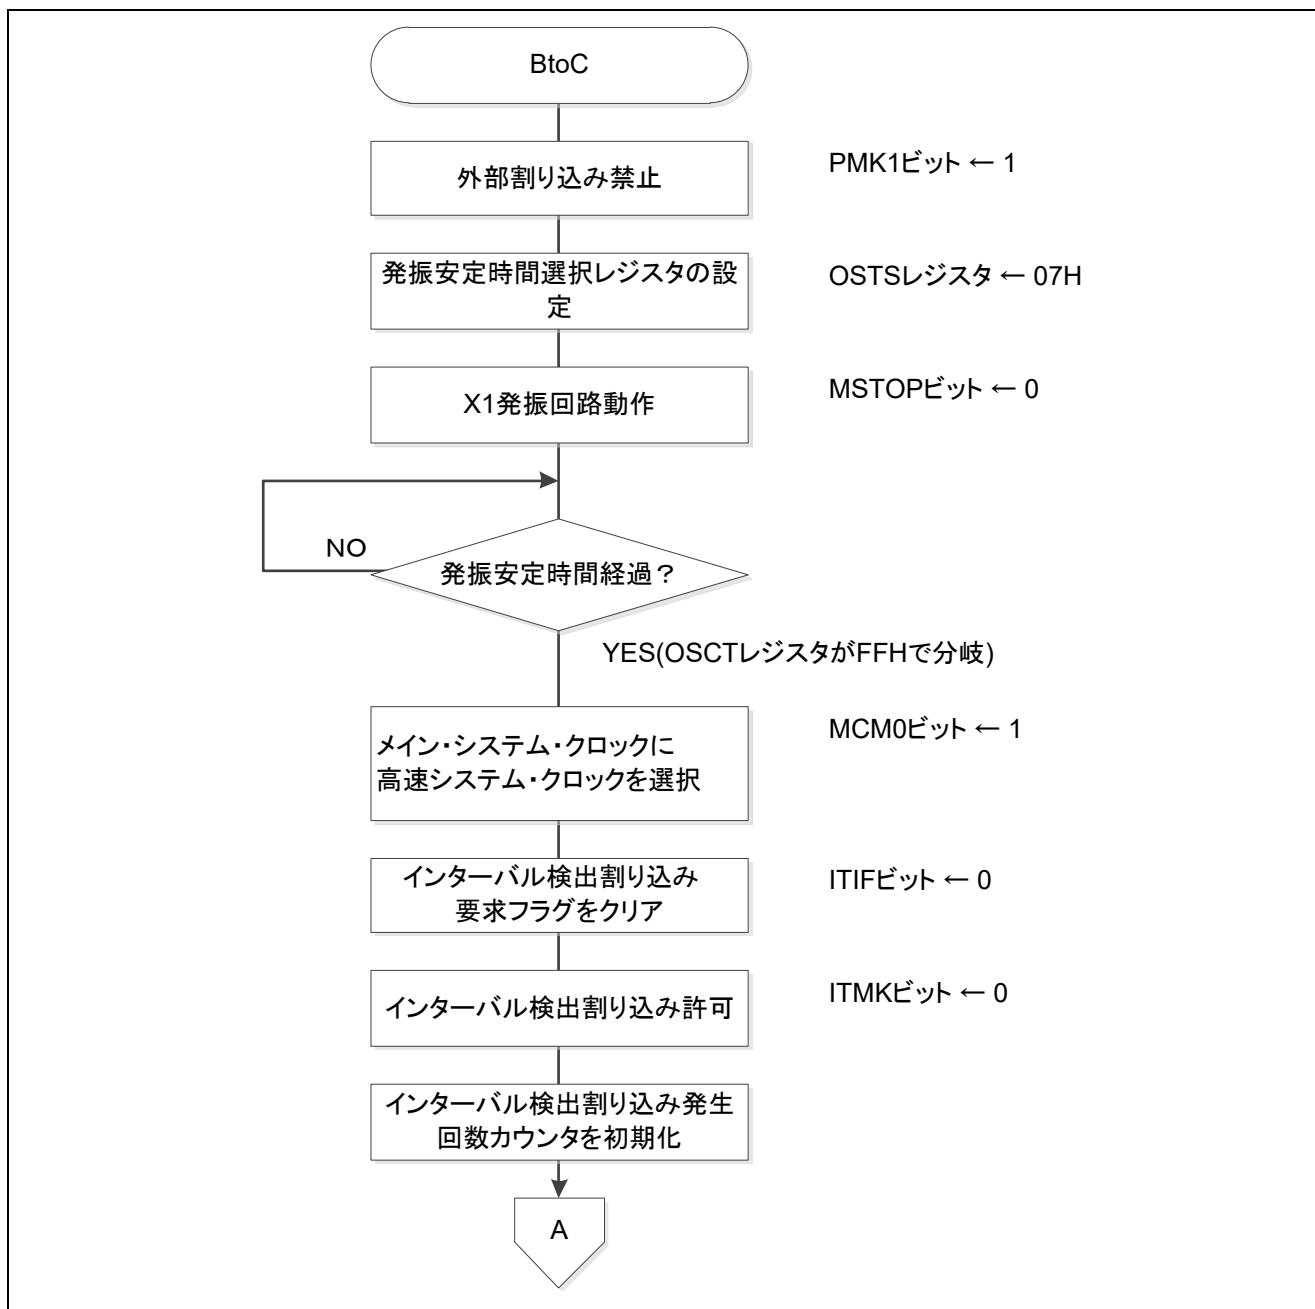 BtoC
外部割り込み禁止
PMK1ビット ← 1
発振安定時間選択レジスタの設
定
OSTSレジスタ ← 07H
X1発振回路動作
MSTOPビット ← 0
NO
発振安定時間経過？
YES(OSCTレジスタがFFHで分岐)
メイン・システム・クロックに
高速システム・クロックを選択
MCM0ビット ← 1
インターバル検出割り込み
要求フラグをクリア
ITIFビット ← 0
インターバル検出割り込み許可
ITMKビット ← 0
インターバル検出割り込み発生
回数カウンタを初期化
A